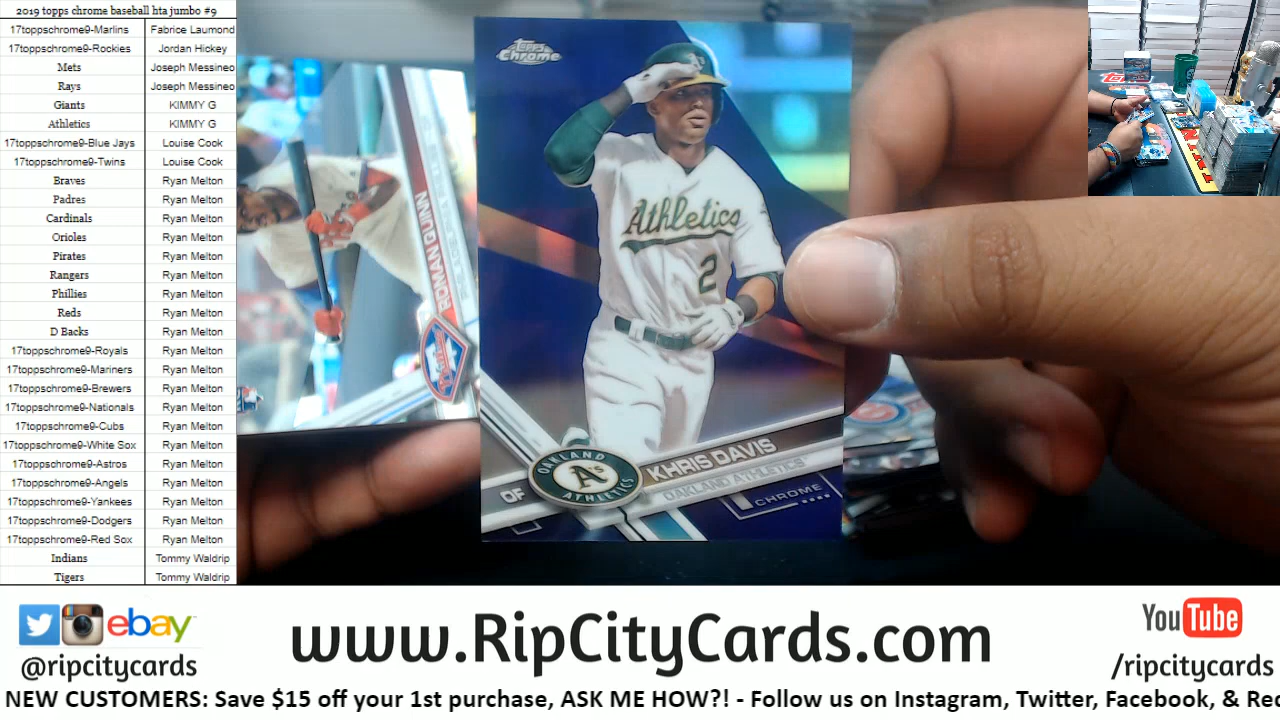 2019 topps chrome baseball hta jumbo #9
17toppschrome9-Marlins Fabrice Laumond
17toppschrome9-Rockies Jordan Hickey
Mets Joseph Messineo
Rays Joseph Messineo
Giants KIMMY G
Athletics KIMMY G
17toppschrome9-Blue Jays Louise Cook
17toppschrome9-Twins Louise Cook
Braves Ryan Melton
Padres Ryan Melton
Cardinals Ryan Melton
Orioles Ryan Melton
Pirates Ryan Melton
Rangers Ryan Melton
Phillies Ryan Melton
Reds Ryan Melton
D Backs Ryan Melton
17toppschrome9-Royals Ryan Melton
17toppschrome9-Mariners Ryan Melton
17toppschrome9-Brewers Ryan Melton
17toppschrome9-Nationals Ryan Melton
17toppschrome9-Cubs Ryan Melton
17toppschrome9-White Sox Ryan Melton
17toppschrome9-Astros Ryan Melton
17toppschrome9-Angels Ryan Melton
17toppschrome9-Yankees Ryan Melton
17toppschrome9-Dodgers Ryan Melton
17toppschrome9-Red Sox Ryan Melton
Indians Tommy Waldrip
Tigers Tommy Waldrip
ROMAN QUINN
Topps Chrome
Athletics
2
OAKLAND
A's
ATHLETICS
OF
KHRIS DAVIS
OAKLAND ATHLETICS
CHROME
ebay
@ripcitycards
www.RipCityCards.com
YouTube
/ripcitycards
NEW CUSTOMERS: Save $15 off your 1st purchase, ASK ME HOW?! - Follow us on Instagram, Twitter, Facebook, &